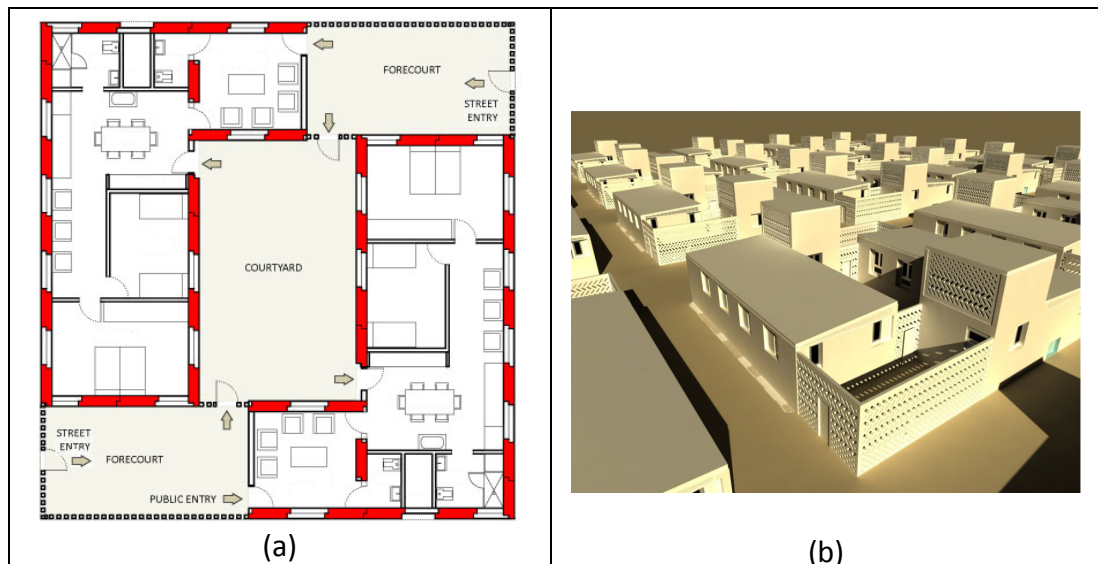 FORECOURT
STREET
ENTRY
COURTYARD
STREET
ENTRY
FORECOURT
PUBLIC ENTRY
(a)
(b)